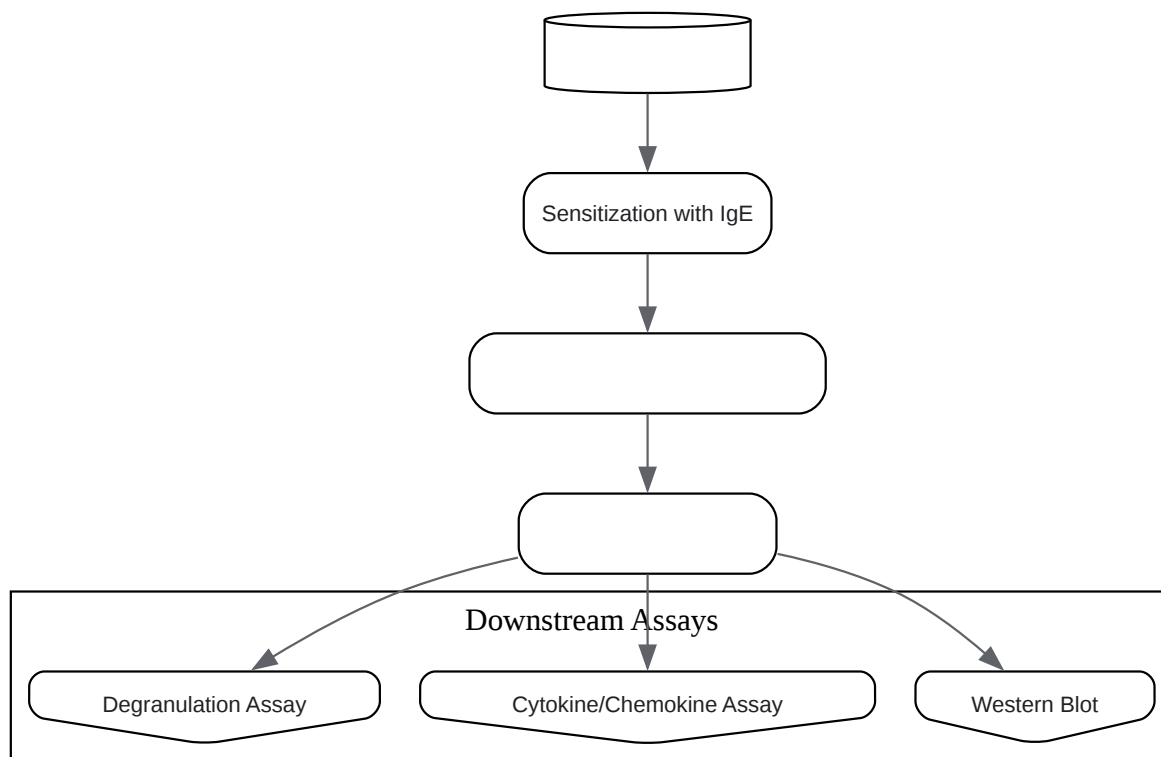 Sensitization with IgE
Downstream Assays
Degranulation Assay
Cytokine/Chemokine Assay
Western Blot